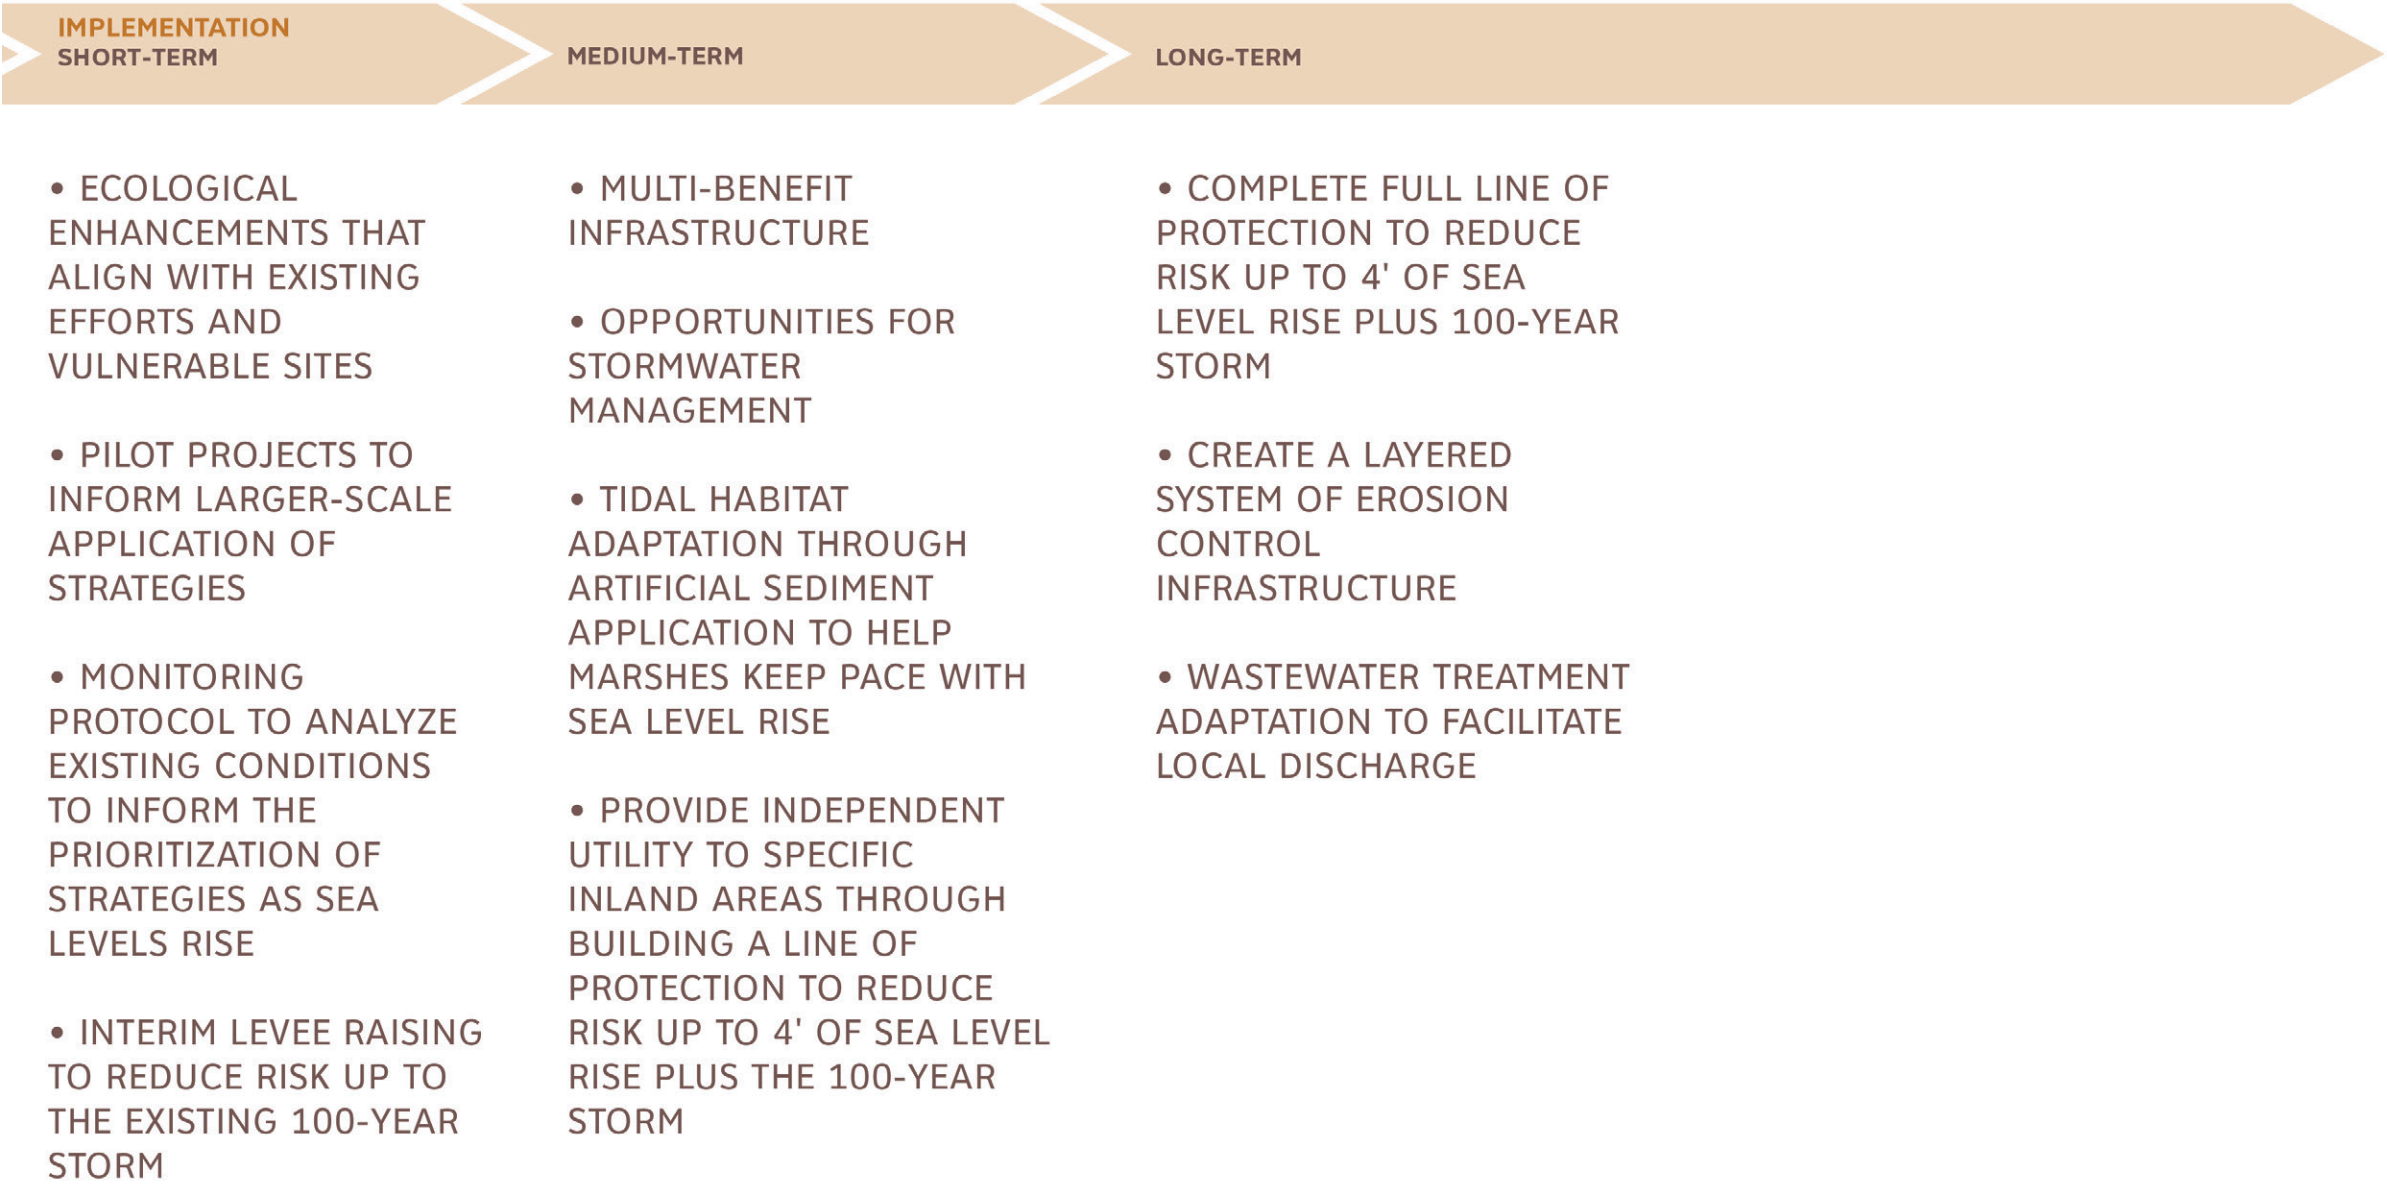 IMPLEMENTATION
SHORT-TERM
MEDIUM-TERM
LONG-TERM
• ECOLOGICAL
ENHANCEMENTS THAT
ALIGN WITH EXISTING
EFFORTS AND
VULNERABLE SITES
• PILOT PROJECTS TO
INFORM LARGER-SCALE
APPLICATION OF
STRATEGIES
• MONITORING
PROTOCOL TO ANALYZE
EXISTING CONDITIONS
TO INFORM THE
PRIORITIZATION OF
STRATEGIES AS SEA
LEVELS RISE
• INTERIM LEVEE RAISING
TO REDUCE RISK UP TO
THE EXISTING 100-YEAR
STORM
• MULTI-BENEFIT
INFRASTRUCTURE
• OPPORTUNITIES FOR
STORMWATER
MANAGEMENT
• TIDAL HABITAT
ADAPTATION THROUGH
ARTIFICIAL SEDIMENT
APPLICATION TO HELP
MARSHES KEEP PACE WITH
SEA LEVEL RISE
• PROVIDE INDEPENDENT
UTILITY TO SPECIFIC
INLAND AREAS THROUGH
BUILDING A LINE OF
PROTECTION TO REDUCE
RISK UP TO 4' OF SEA LEVEL
RISE PLUS THE 100-YEAR
STORM
• COMPLETE FULL LINE OF
PROTECTION TO REDUCE
RISK UP TO 4' OF SEA
LEVEL RISE PLUS 100-YEAR
STORM
• CREATE A LAYERED
SYSTEM OF EROSION
CONTROL
INFRASTRUCTURE
• WASTEWATER TREATMENT
ADAPTATION TO FACILITATE
LOCAL DISCHARGE